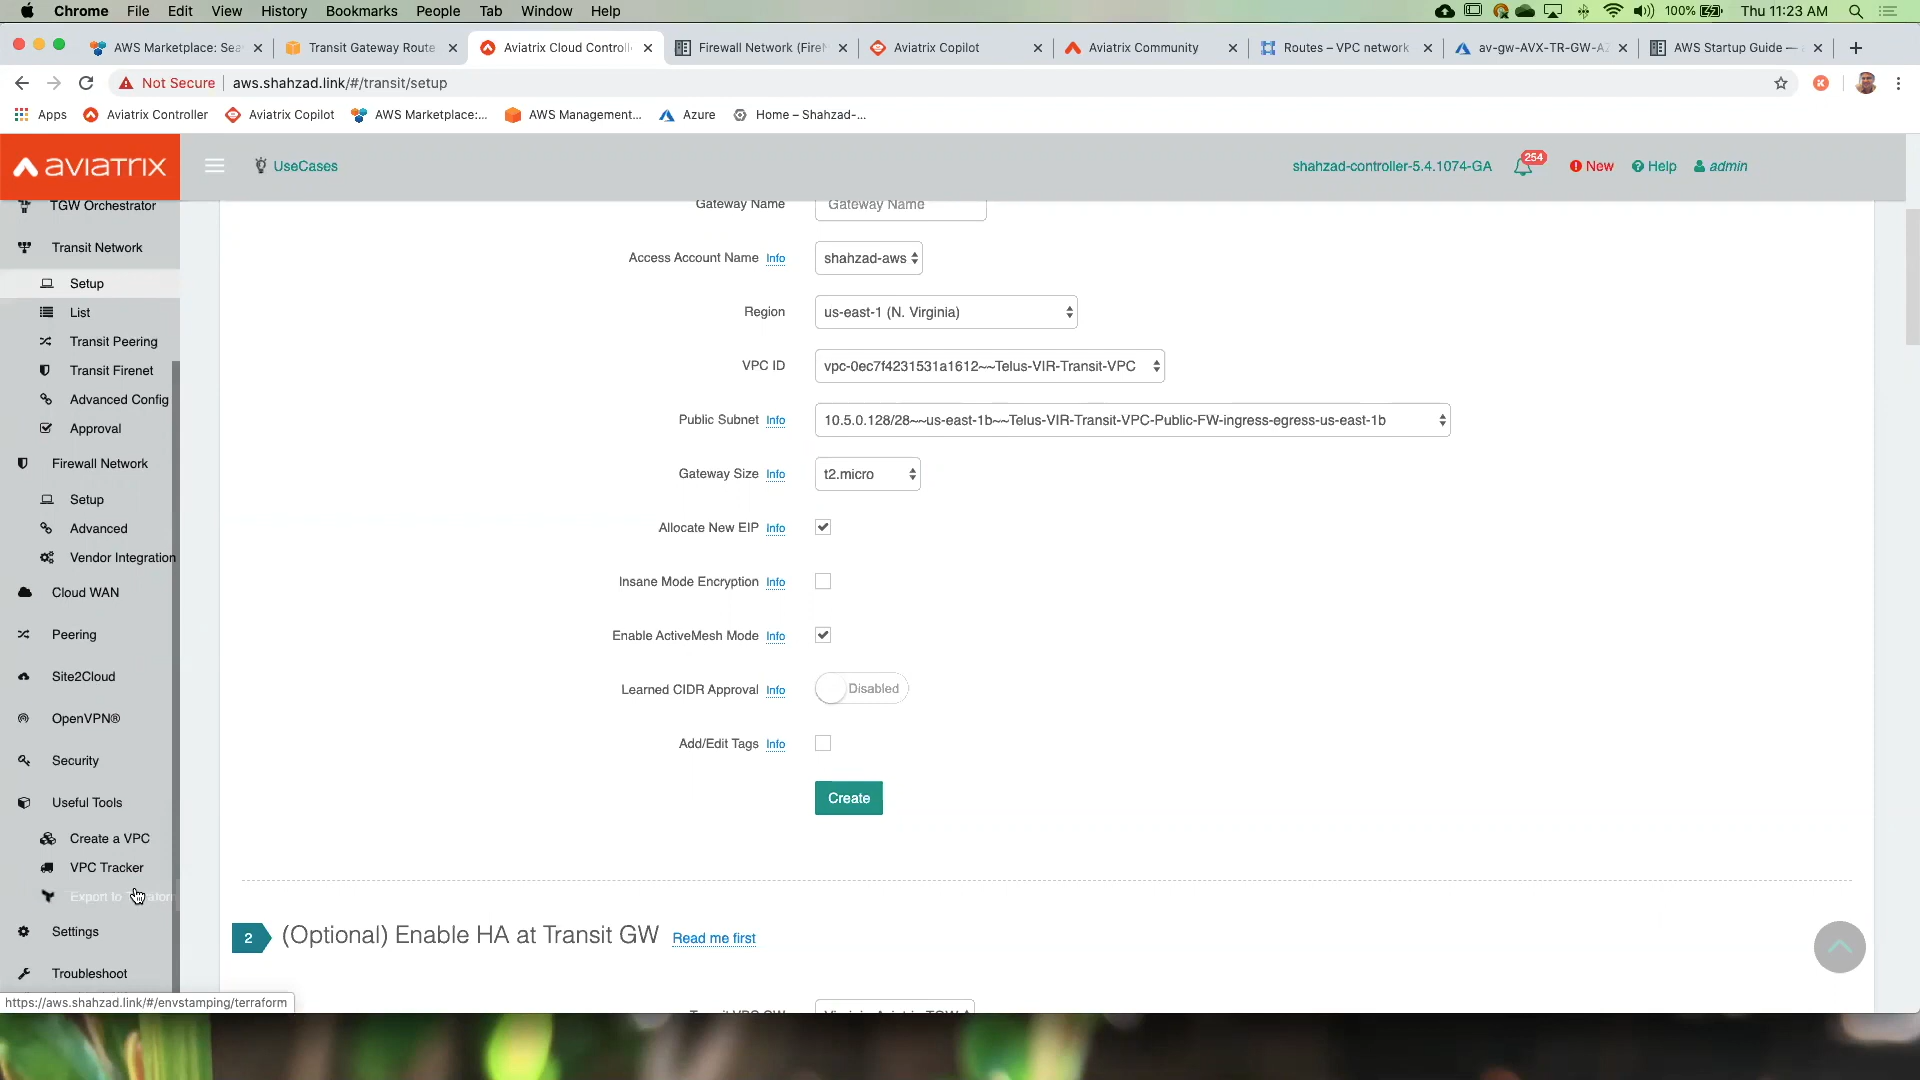 Chrome File Edit View History Bookmarks People Tab Window Help 100% Thu 11:23 AM
AWS Marketplace: Sea Transit Gateway Route Aviatrix Cloud Controll Firewall Network (FireN Aviatrix Copilot Aviatrix Community Routes – VPC network av-gw-AVX-TR-GW-AZ AWS Startup Guide —
Not Secure aws.shahzad.link/#/transit/setup
Apps Aviatrix Controller Aviatrix Copilot AWS Marketplace:... AWS Management... Azure Home – Shahzad-...
aviatrix UseCases shahzad-controller-5.4.1074-GA 254 New Help admin
TGW Orchestrator
Transit Network
Setup
List
Transit Peering
Transit Firenet
Advanced Config
Approval
Firewall Network
Setup
Advanced
Vendor Integration
Cloud WAN
Peering
Site2Cloud
OpenVPN®
Security
Useful Tools
Create a VPC
VPC Tracker
Export to
Settings
Troubleshoot
https://aws.shahzad.link/#/envstamping/terraform
Gateway Name Gateway Name
Access Account Name Info shahzad-aws
Region us-east-1 (N. Virginia)
VPC ID vpc-0ec7f4231531a1612~~Telus-VIR-Transit-VPC
Public Subnet Info 10.5.0.128/28~~us-east-1b~~Telus-VIR-Transit-VPC-Public-FW-ingress-egress-us-east-1b
Gateway Size Info t2.micro
Allocate New EIP Info
Insane Mode Encryption Info
Enable ActiveMesh Mode Info
Learned CIDR Approval Info Disabled
Add/Edit Tags Info
Create
2 (Optional) Enable HA at Transit GW Read me first